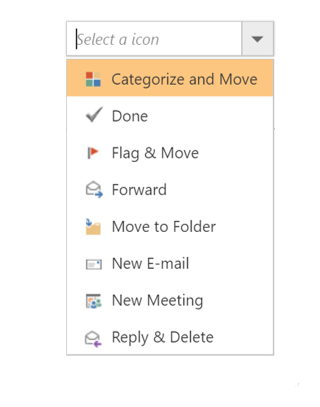 Select a icon
Categorize and Move
Done
Flag & Move
Forward
Move to Folder
New E-mail
New Meeting
Reply & Delete